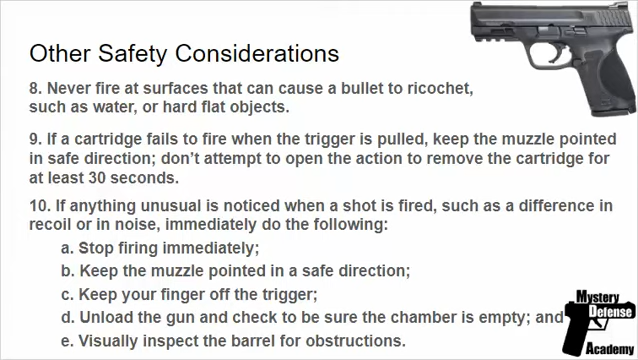 Other Safety Considerations
8. Never fire at surfaces that can cause a bullet to ricochet,
such as water, or hard flat objects.
9. If a cartridge fails to fire when the trigger is pulled, keep the muzzle pointed
in safe direction; don't attempt to open the action to remove the cartridge for
at least 30 seconds.
10. If anything unusual is noticed when a shot is fired, such as a difference in
recoil or in noise, immediately do the following:
a. Stop firing immediately;
b. Keep the muzzle pointed in a safe direction;
c. Keep your finger off the trigger;
d. Unload the gun and check to be sure the chamber is empty; and
e. Visually inspect the barrel for obstructions.
Mystery
Defense
Academy